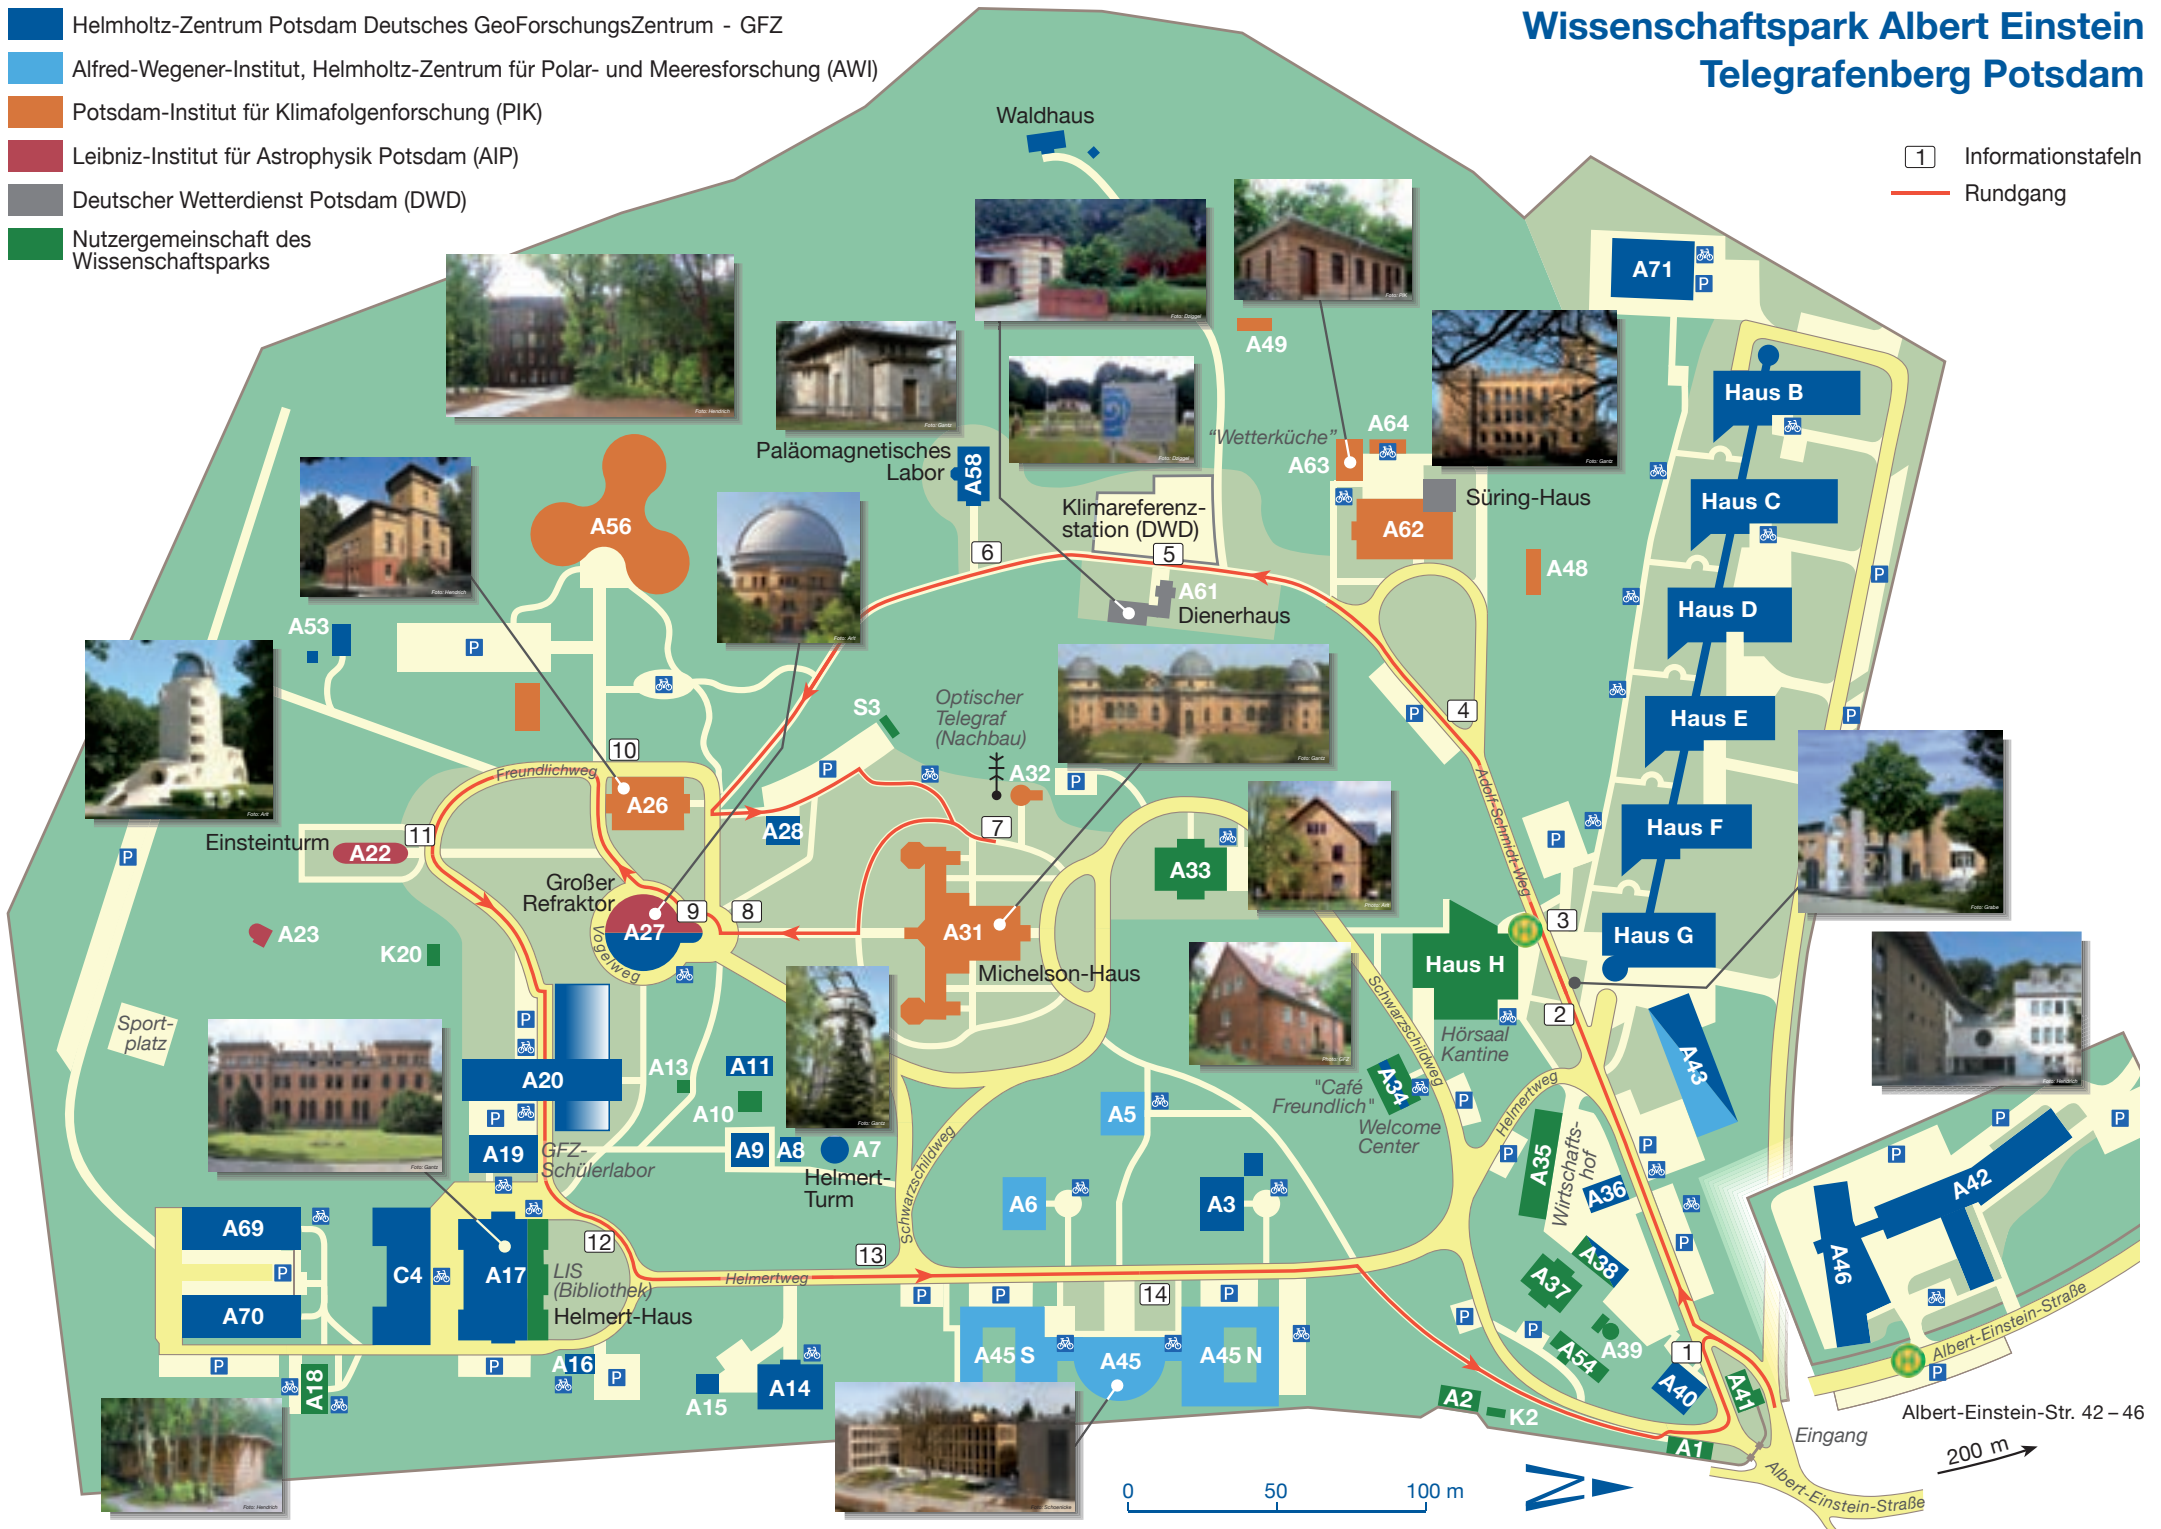 Wissenschaftspark Albert Einstein
Telegrafenberg Potsdam
Helmholtz-Zentrum Potsdam Deutsches GeoForschungsZentrum - GFZ
Alfred-Wegener-Institut, Helmholtz-Zentrum für Polar- und Meeresforschung (AWI)
Potsdam-Institut für Klimafolgenforschung (PIK)
Leibniz-Institut für Astrophysik Potsdam (AIP)
Deutscher Wetterdienst Potsdam (DWD)
Nutzergemeinschaft des
Wissenschaftsparks
1 Informationstafeln
Rundgang
Waldhaus
A71
A49
Haus B
"Wetterküche"
A64
A63
Paläomagnetisches
Labor
A58
Klimareferenz-
station (DWD)
Süring-Haus
A62
Haus C
A56
6
5
A48
A61
Dienerhaus
Haus D
A53
S3
Optischer
Telegraf
(Nachbau)
4
Haus E
10
Freundlichweg
A26
A28
A32
7
Adolf-Schmidt-Weg
Haus F
Einsteinturm
A22
11
A33
Großer
Refraktor
9
8
A27
Vogelweg
A31
Michelson-Haus
3
Haus G
Haus H
A23
K20
Schwarzschildweg
2
Hörsaal
Kantine
A43
Sport-
platz
A20
A13
A11
A10
A34
"Café
Freundlich"
Welcome
Center
Helmertweg
A5
A19
GFZ-
Schülerlabor
A9
A8
A7
Helmert-
Turm
Schwarzschildweg
A35
Wirtschafts-
hof
A36
A42
A46
A6
A3
A69
C4
A17
12
13
LIS
(Bibliothek)
Helmert-Haus
Helmertweg
A70
14
A38
A37
A39
A54
1
A40
A41
A45 S
A45
A45 N
A16
A18
A15
A14
A2
K2
A1
Albert-Einstein-Straße
Albert-Einstein-Str. 42–46
Eingang
200 m
Albert-Einstein-Straße
0 50 100 m
N